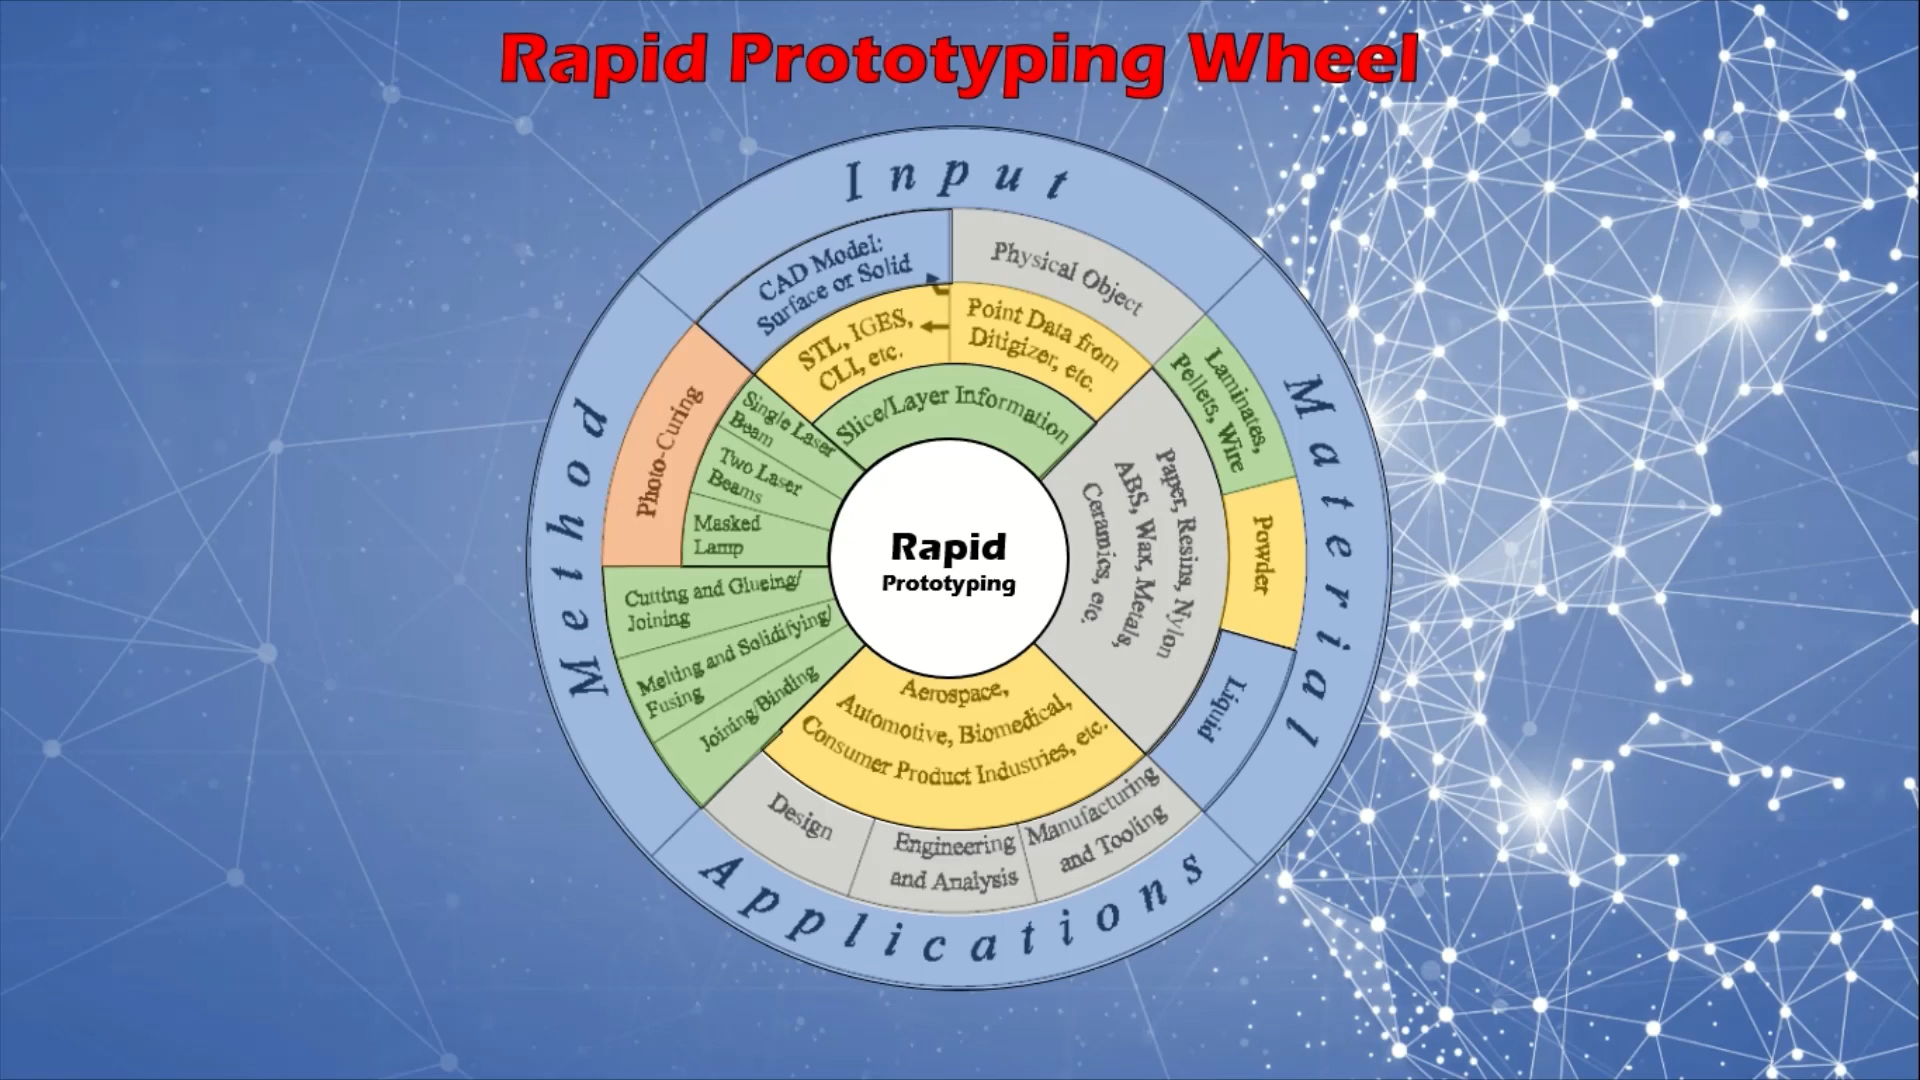 Rapid Prototyping Wheel
Input
CAD Model:
Surface or Solid
Physical Object
STL, IGES,
CLI, etc.
Point Data from
Ditigizer, etc.
Slice/Layer Information
Material
Laminates,
Pellets, Wire
Powder
Liquid
Paper, Resins, Nylon
ABS, Wax, Metals,
Ceramics, etc.
Method
Photo-Curing
Single Laser
Beam
Two Laser
Beams
Masked
Lamp
Cutting and Glueing/
Joining
Melting and Solidifying/
Fusing
Joining/Binding
Rapid
Prototyping
Aerospace,
Automotive, Biomedical,
Consumer Product Industries, etc.
Design
Engineering
and Analysis
Manufacturing
and Tooling
Applications